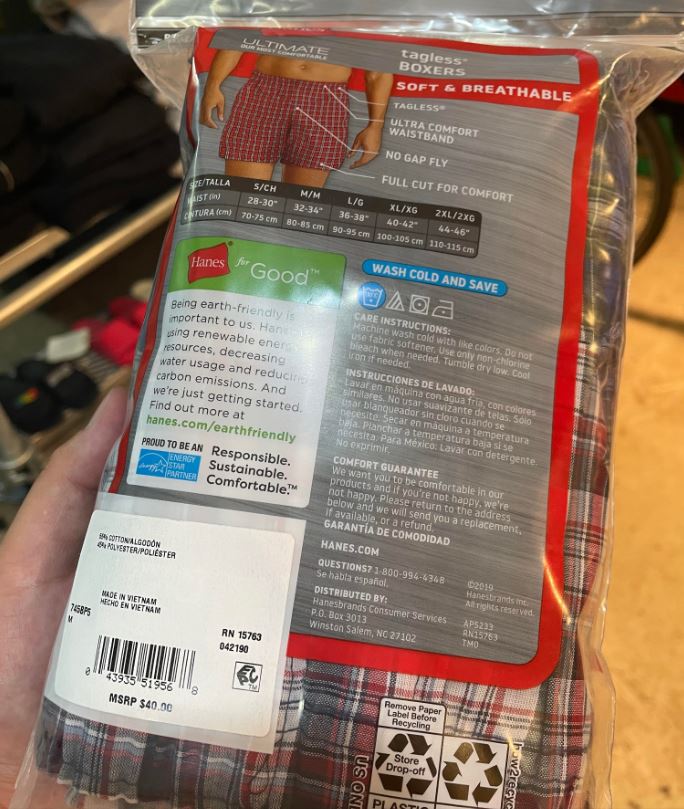 Hanes
ULTIMATE
OUR MOST COMFORTABLE
tagless®
BOXERS
SOFT & BREATHABLE
TAGLESS®
ULTRA COMFORT
WAISTBAND
NO GAP FLY
FULL CUT FOR COMFORT
SIZE/TALLA S/CH M/M L/G XL/XG 2XL/2XG
WAIST (in) 28-30" 32-34" 36-38" 40-42" 44-46"
CINTURA (cm) 70-75 cm 80-85 cm 90-95 cm 100-105 cm 110-115 cm
Hanes® for Good™
Being earth-friendly is
important to us. Hanes is
using renewable energy
resources, decreasing
water usage and reducing
carbon emissions. And
we're just getting started.
Find out more at
hanes.com/earthfriendly
PROUD TO BE AN
ENERGY
STAR
PARTNER
Responsible.
Sustainable.
Comfortable.™
WASH COLD AND SAVE
CARE INSTRUCTIONS:
Machine wash cold with like colors. Do not
use fabric softener. Use only non-chlorine
bleach when needed. Tumble dry low. Cool
iron if needed.
INSTRUCCIONES DE LAVADO:
Lavar en máquina con agua fría, con colores
similares. No usar suavizante de telas. Sólo
usar blanqueador sin cloro cuando se
necesite. Secar en máquina a temperatura
baja. Planchar a temperatura baja si se
necesita. Para México: Lavar con detergente.
No exprimir.
COMFORT GUARANTEE
We want you to be comfortable in our
products and if you're not happy, we're
not happy. Please return to the address
below and we will send you a replacement,
if available, or a refund.
GARANTÍA DE COMODIDAD
HANES.COM
QUESTIONS? 1-800-994-4348
Se habla español.
DISTRIBUTED BY:
Hanesbrands Consumer Services
P.O. Box 3013
Winston Salem, NC 27102
©2019
Hanesbrands Inc.
All rights reserved.
AP5233
RN15763
TM0
55% COTTON/ALGODÓN
45% POLYESTER/POLIÉSTER
MADE IN VIETNAM
HECHO EN VIETNAM
745BP5
M
RN 15763
042190
0 43935 51956 8
MSRP $40.00
Remove Paper
Label Before
Recycling
Store
Drop-off
PLASTIC
how2recy
US ON